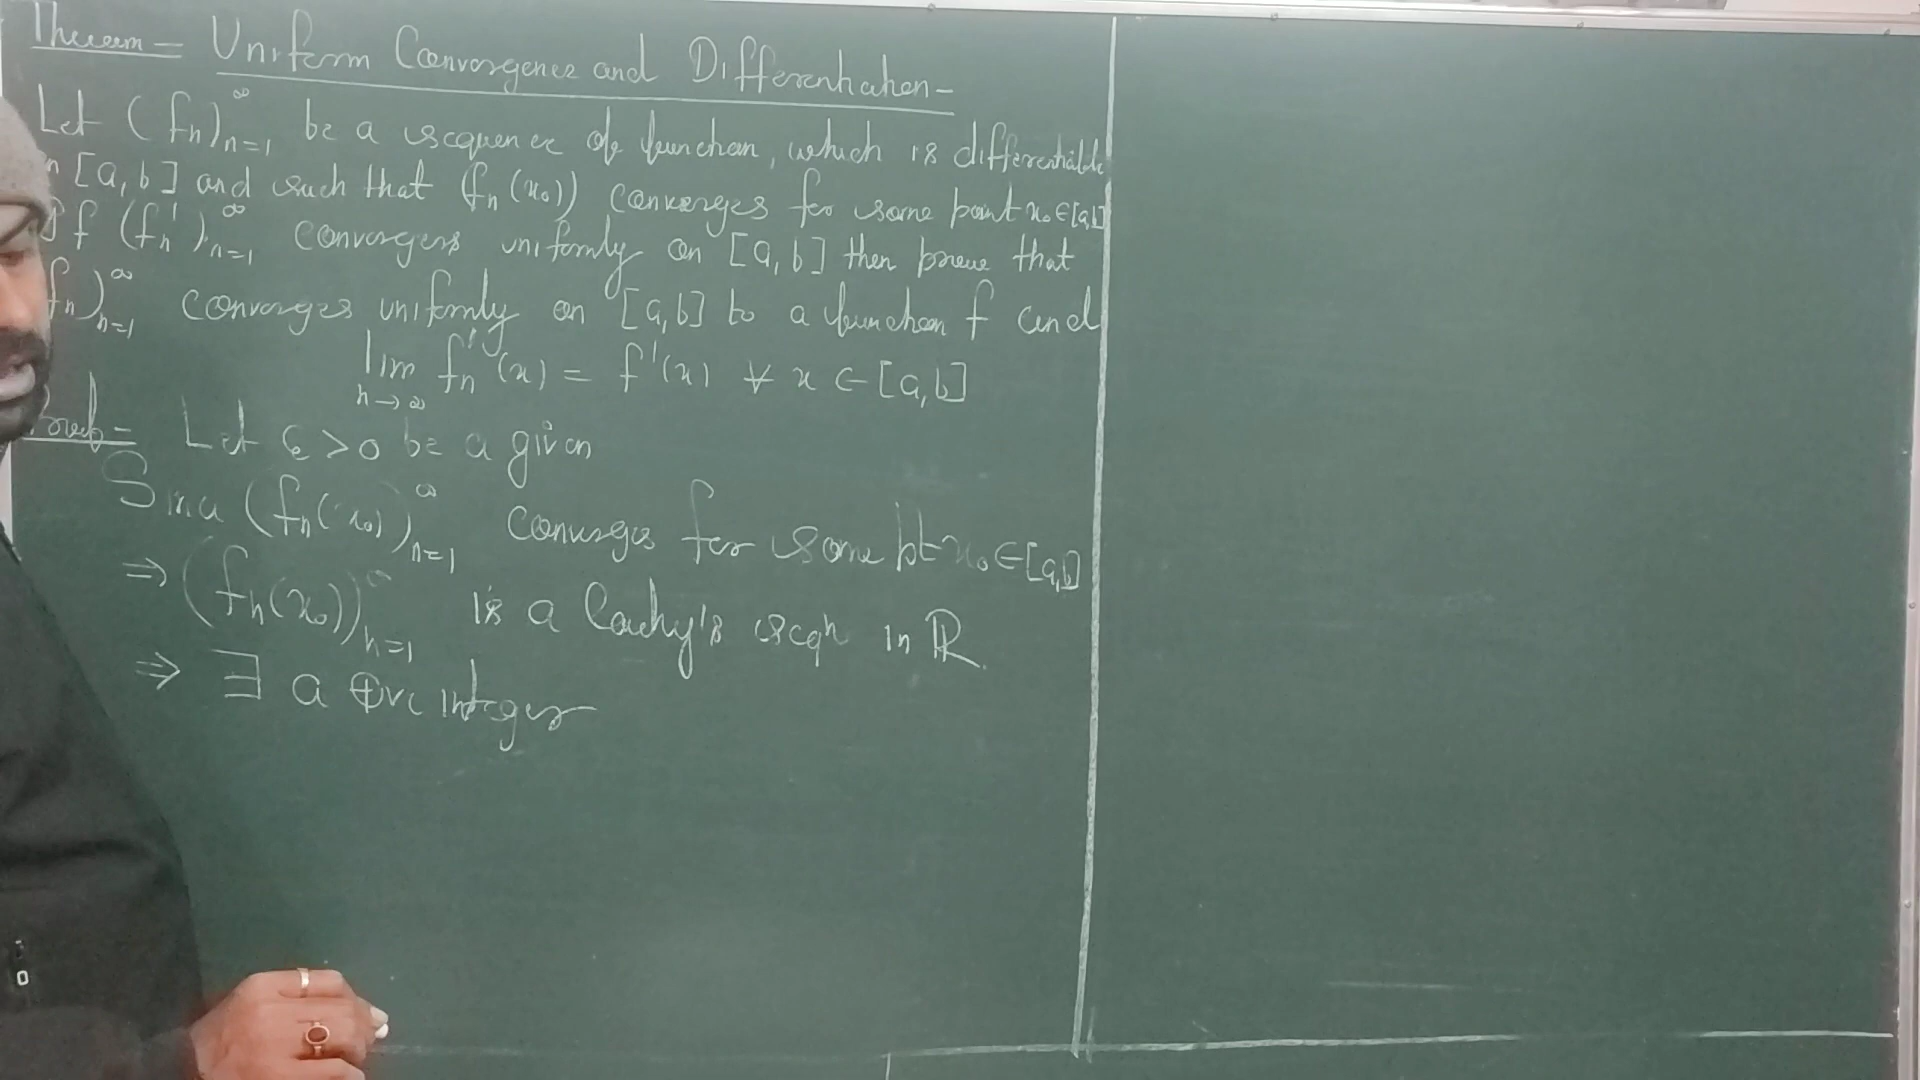 Theorem = Uniform Convergence and Differentiation -
Let (fn)∞n=1 be a sequence of function, which is differentiable
n [a,b] and such that (fn(x₀)) converges for some point x₀ ∈ [a,b]
If (fn')∞n=1 convergers uniformly on [a,b] then prove that
fn)∞n=1 converges uniformly on [a,b] to a function f and
lim n→∞ fn'(x) = f'(x) ∀ x ∈ [a,b]
Proof = Let ε > 0 be a given
Since (fn(x₀))∞n=1 converges for some pt x₀ ∈ [a,b]
⇒ (fn(x₀))∞n=1 is a Cauchy's seqn in ℝ
⇒ ∃ a ⊕ve integer